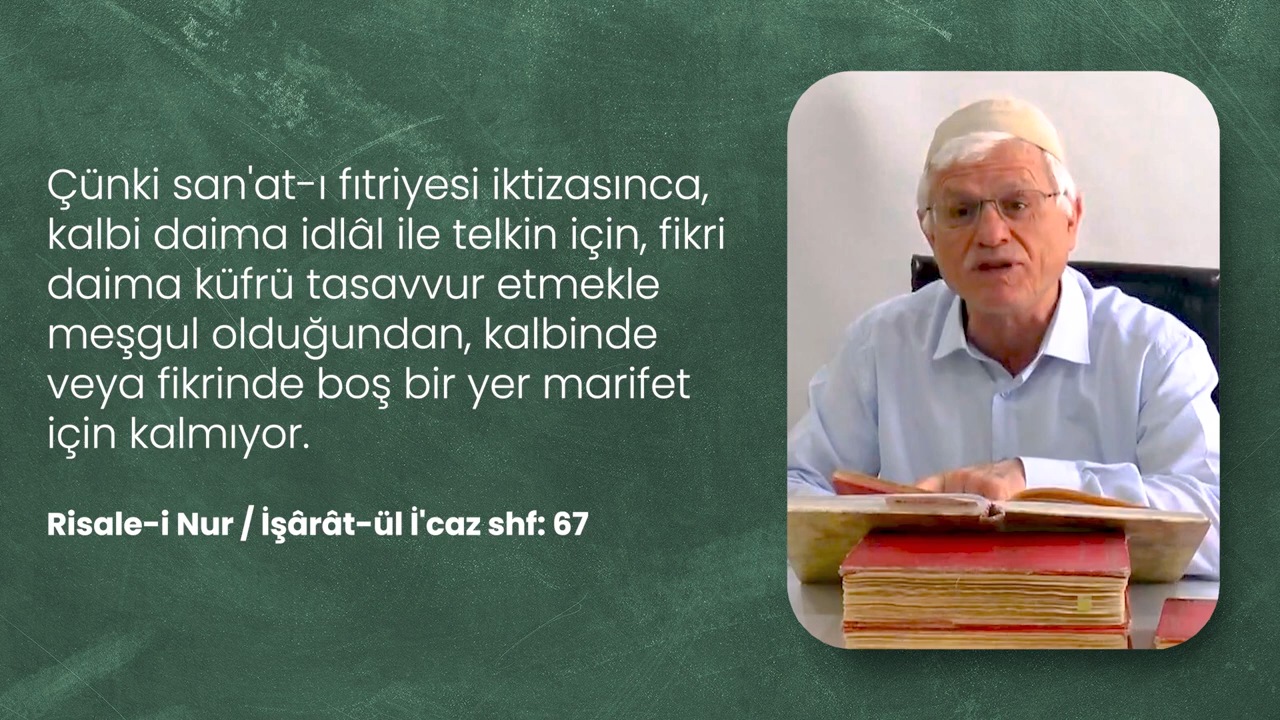 Çünki san'at-ı fıtriyesi iktizasınca,
kalbi daima idlâl ile telkin için, fikri
daima küfrü tasavvur etmekle
meşgul olduğundan, kalbinde
veya fikrinde boş bir yer marifet
için kalmıyor.
Risale-i Nur / İşârât-ül İ'caz shf: 67